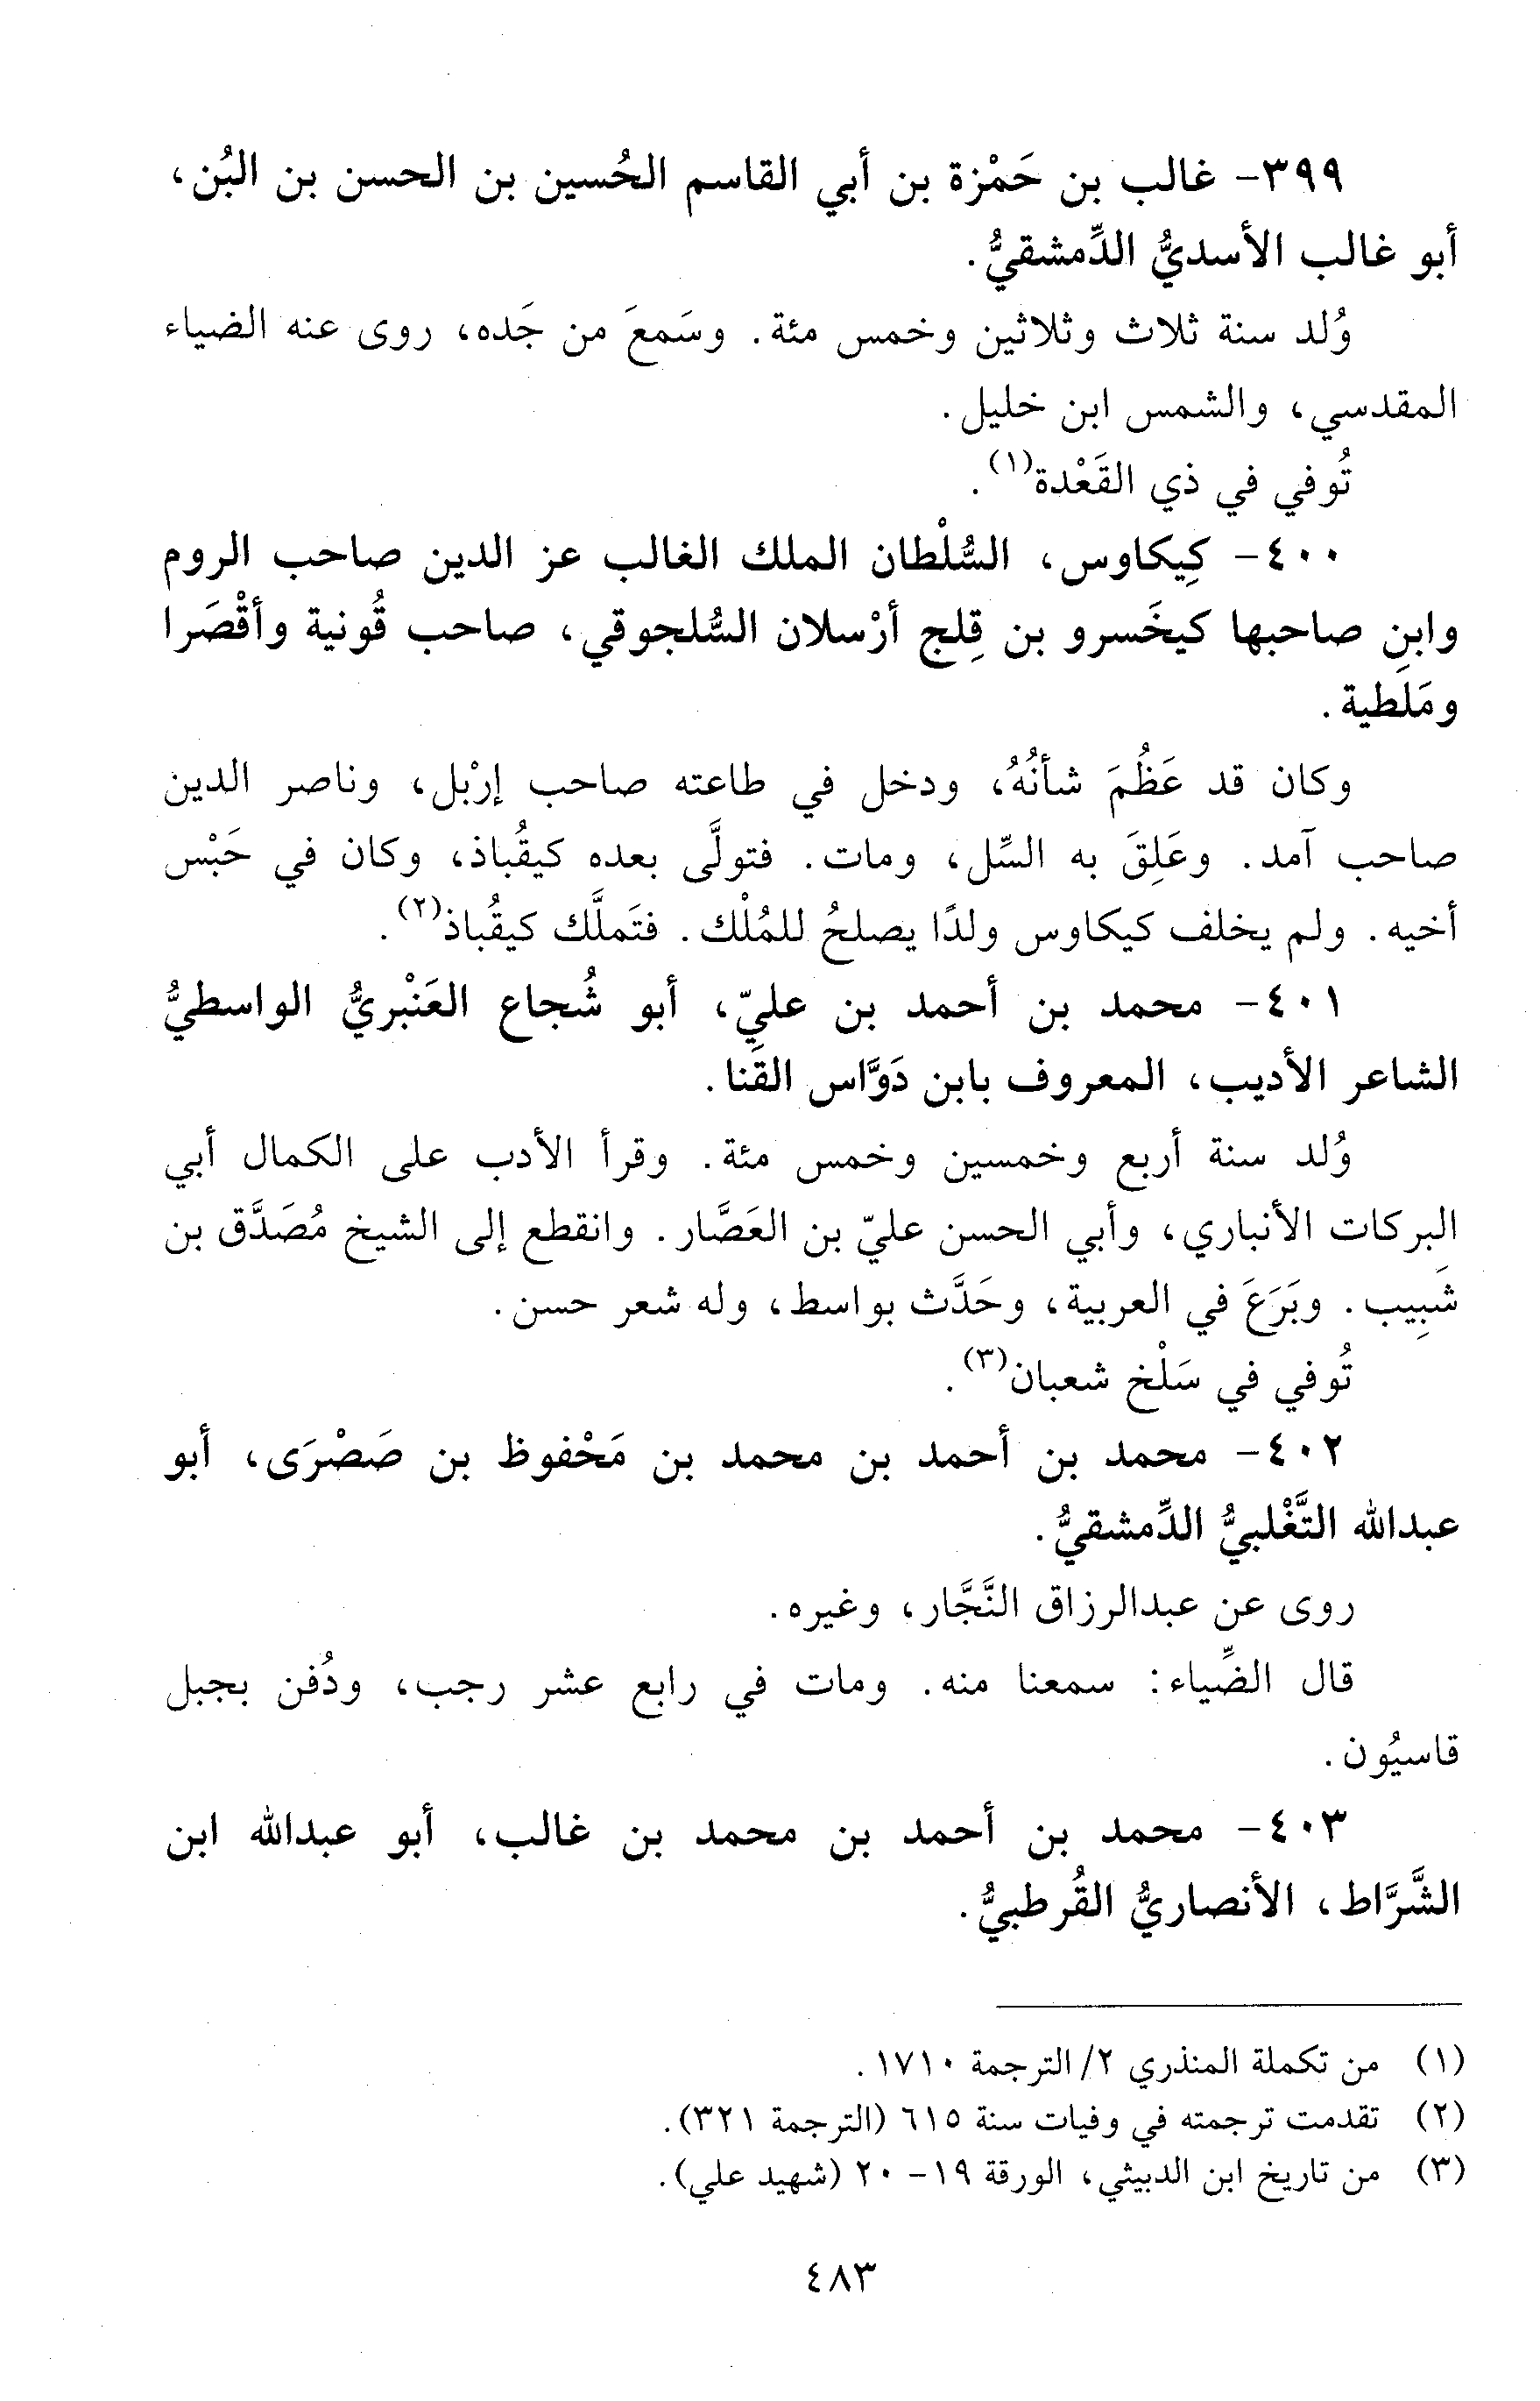 ٣٩٩- غالب بن حَمْزة بن أبي القاسم الحُسين بن الحسن بن البُن،
أبو غالب الأسديُّ الدِّمشقيُّ.
وُلد سنة ثلاث وثلاثين وخمس مئة. وسَمعَ من جَده، روى عنه الضياء
المقدسي، والشمس ابن خليل.
تُوفي في ذي القَعْدة(١).
٤٠٠- كِيكاوس، السُّلْطان الملك الغالب عز الدين صاحب الروم
وابنِ صاحبها كيخَسرو بن قِلج أرْسلان السُّلجوقي، صاحب قُونية وأقْصَرا
ومَلَطية.
وكان قد عَظُمَ شأنُهُ، ودخل في طاعته صاحب إرْبل، وناصر الدين
صاحب آمد. وعَلِقَ به السِّل، ومات. فتولَّى بعده كيقُباذ، وكان في حَبْس
أخيه. ولم يخلف كيكاوس ولدًا يصلحُ للمُلْك. فتَملَّك كيقُباذ(٢).
٤٠١- محمد بن أحمد بن عليّ، أبو شُجاع العَنْبريُّ الواسطيُّ
الشاعر الأديب، المعروف بابن دَوَّاس القَنا.
وُلد سنة أربع وخمسين وخمس مئة. وقرأ الأدب على الكمال أبي
البركات الأنباري، وأبي الحسن عليّ بن العَصَّار. وانقطع إلى الشيخ مُصَدَّق بن
شَبِيب. وبَرَعَ في العربية، وحَدَّث بواسط، وله شعر حسن.
تُوفي في سَلْخ شعبان(٣).
٤٠٢- محمد بن أحمد بن محمد بن مَحْفوظ بن صَصْرَى، أبو
عبدالله التَّغْلبيُّ الدِّمشقيُّ.
روى عن عبدالرزاق النَّجَّار، وغيره.
قال الضِّياء: سمعنا منه. ومات في رابع عشر رجب، ودُفن بجبل
قاسيُون.
٤٠٣- محمد بن أحمد بن محمد بن غالب، أبو عبدالله ابن
الشَّرَّاط، الأنصاريُّ القُرطبيُّ.
(١) من تكملة المنذري ٢/ الترجمة ١٧١٠.
(٢) تقدمت ترجمته في وفيات سنة ٦١٥ (الترجمة ٣٢١).
(٣) من تاريخ ابن الدبيثي، الورقة ١٩- ٢٠ (شهيد علي).
٤٨٣